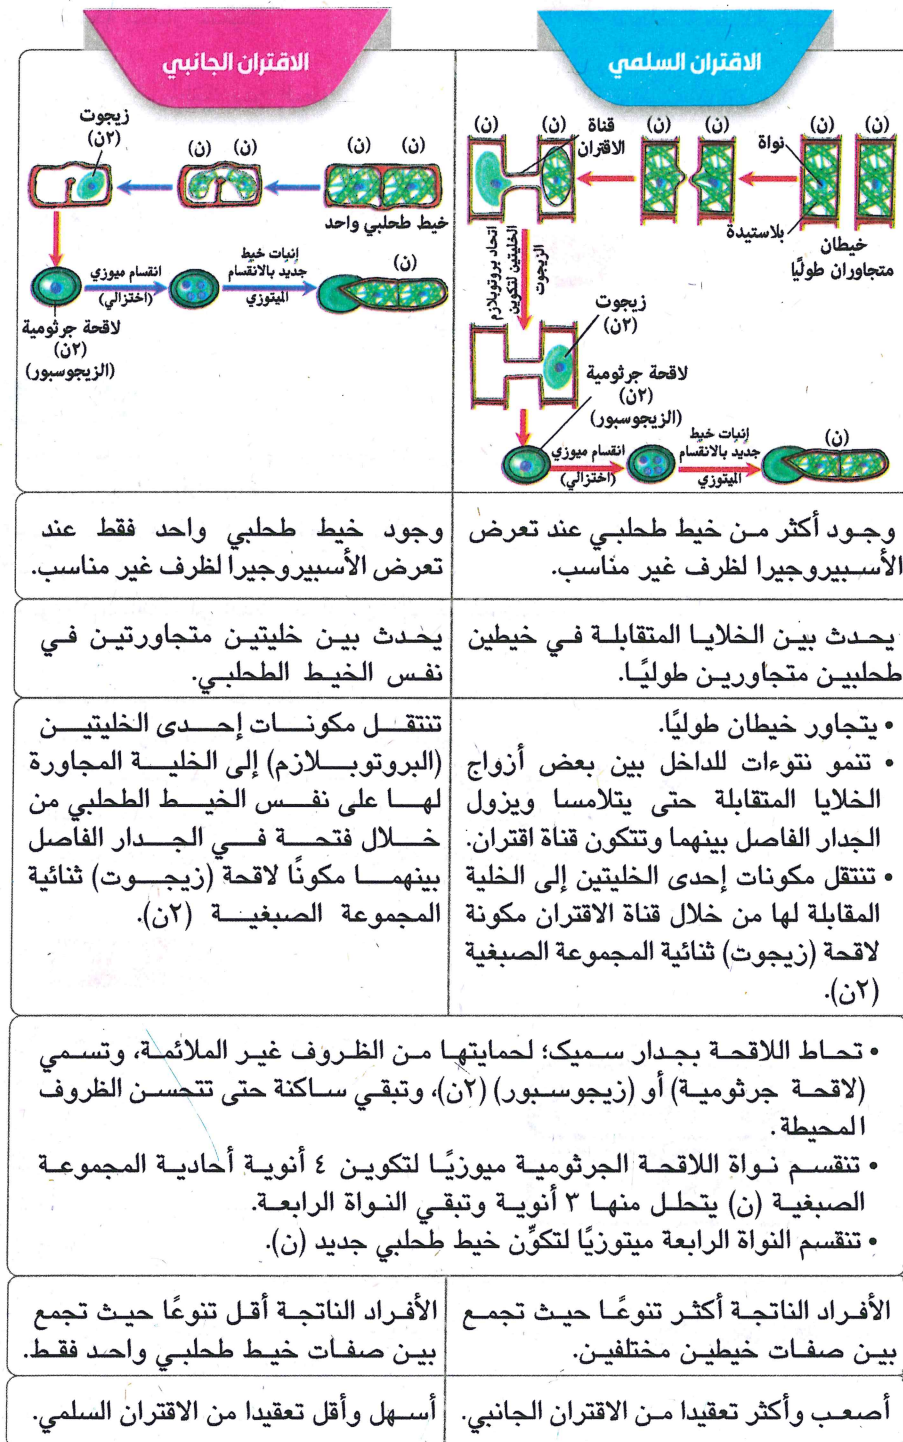 الاقتران السلمي
الاقتران الجانبي
(ن)
(ن)
(ن)
(ن)
(ن)
(ن)
نواة
بلاستيدة
خيطان
متجاوران طوليًا
قناة
الاقتران
اتحاد بروتوبلازم
الخليتين لتكوين
الزيجوت
زيجوت
(٢ن)
لاقحة جرثومية
(٢ن)
(الزيجوسبور)
انقسام ميوزي
(اختزالي)
إنبات خيط
جديد بالانقسام
الميتوزي
(ن)
(ن)
(ن)
خيط طحلبي واحد
(ن)
(ن)
زيجوت
(٢ن)
لاقحة جرثومية
(٢ن)
(الزيجوسبور)
انقسام ميوزي
(اختزالي)
إنبات خيط
جديد بالانقسام
الميتوزي
(ن)
وجود أكثر من خيط طحلبي عند تعرض
الأسبيروجيرا لظرف غير مناسب.
وجود خيط طحلبي واحد فقط عند
تعرض الأسبيروجيرا لظرف غير مناسب.
يحدث بين الخلايا المتقابلة في خيطين
طحلبين متجاورين طوليًا.
يحدث بين خليتين متجاورتين في
نفس الخيط الطحلبي.
• يتجاور خيطان طوليًا.
• تنمو نتوءات للداخل بين بعض أزواج
الخلايا المتقابلة حتى يتلامسا ويزول
الجدار الفاصل بينهما وتتكون قناة اقتران.
• تنتقل مكونات إحدى الخليتين إلى الخلية
المقابلة لها من خلال قناة الاقتران مكونة
لاقحة (زيجوت) ثنائية المجموعة الصبغية
(٢ن).
تنتقل مكونات إحدى الخليتين
(البروتوبلازم) إلى الخلية المجاورة
لها على نفس الخيط الطحلبي من
خلال فتحة في الجدار الفاصل
بينهما مكونًا لاقحة (زيجوت) ثنائية
المجموعة الصبغية (٢ن).
• تحاط اللاقحة بجدار سميك؛ لحمايتها من الظروف غير الملائمة، وتسمي
(لاقحة جرثومية) أو (زيجوسبور) (٢ن)، وتبقي ساكنة حتى تتحسن الظروف
المحيطة.
• تنقسم نواة اللاقحة الجرثومية ميوزيًا لتكوين ٤ أنوية أحادية المجموعة
الصبغية (ن) يتحلل منها ٣ أنوية وتبقي النواة الرابعة.
• تنقسم النواة الرابعة ميتوزيًا لتكوِّن خيط طحلبي جديد (ن).
الأفراد الناتجة أكثر تنوعًا حيث تجمع
بين صفات خيطين مختلفين.
الأفراد الناتجة أقل تنوعًا حيث تجمع
بين صفات خيط طحلبي واحد فقط.
أصعب وأكثر تعقيدا من الاقتران الجانبي.
أسهل وأقل تعقيدا من الاقتران السلمي.